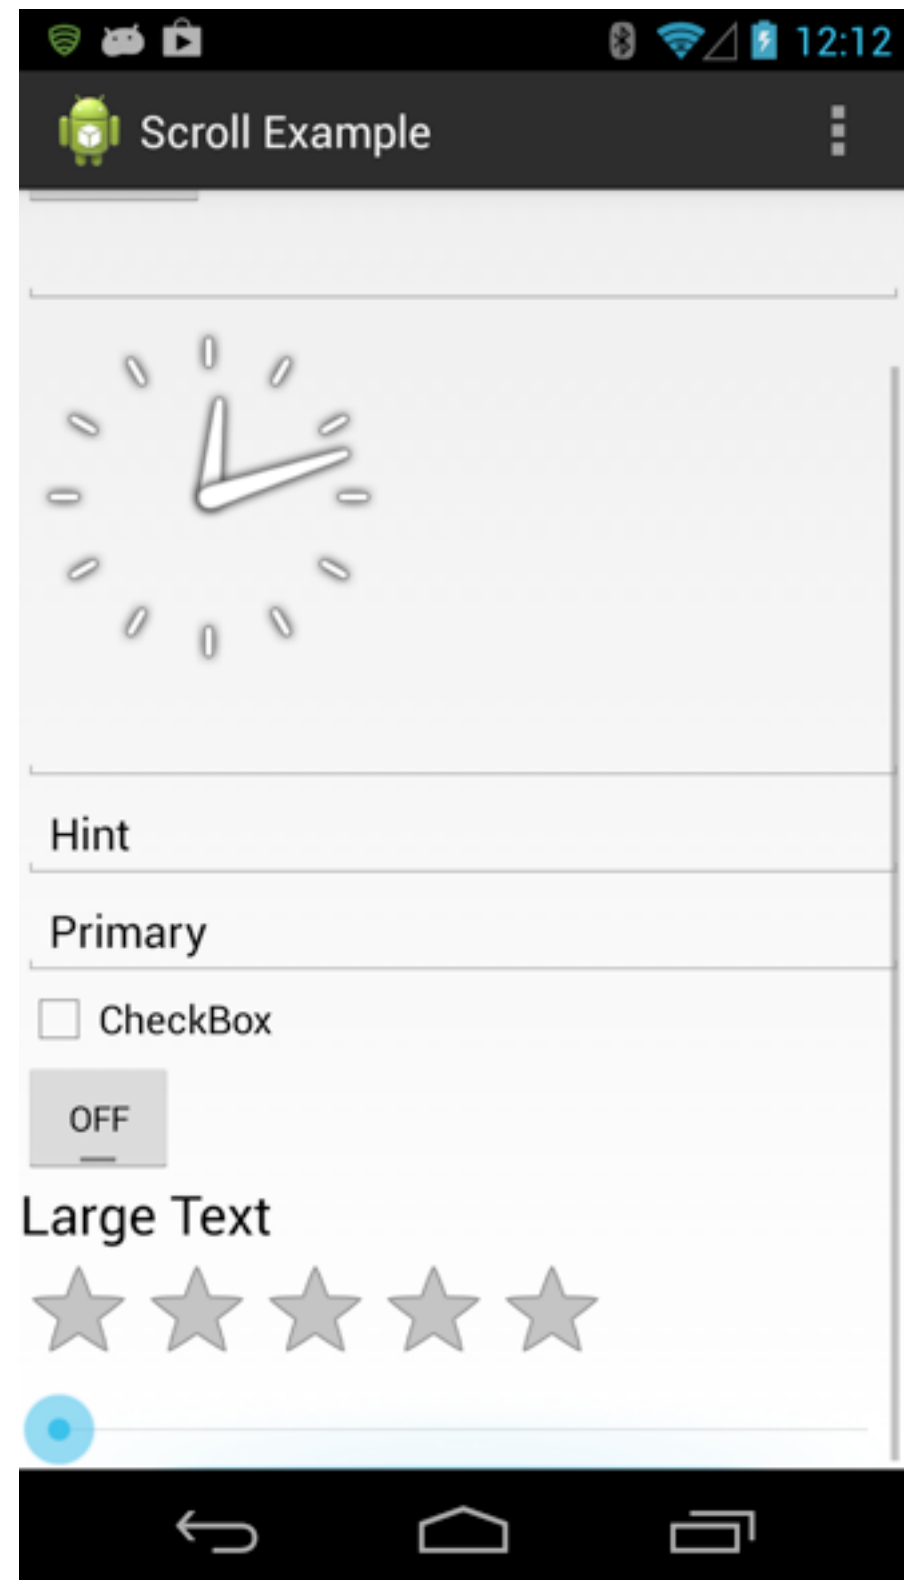 12:12
Scroll Example
Hint
Primary
CheckBox
OFF
Large Text